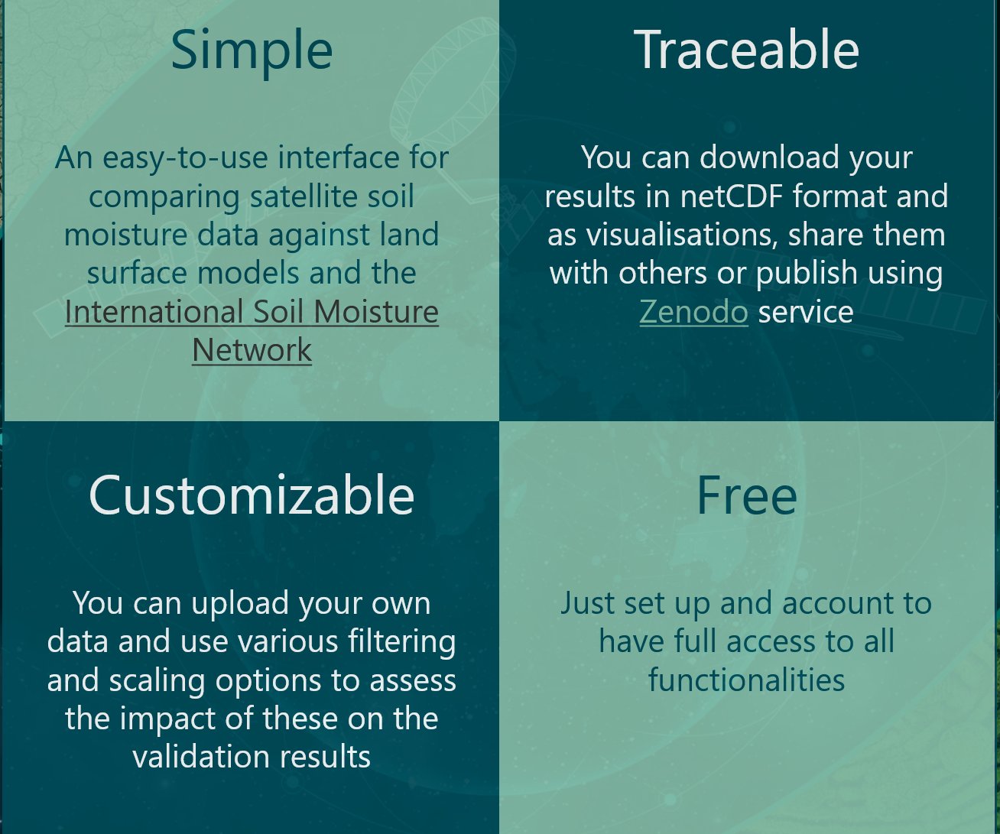 Simple
An easy-to-use interface for
comparing satellite soil
moisture data against land
surface models and the
International Soil Moisture
Network
Traceable
You can download your
results in netCDF format and
as visualisations, share them
with others or publish using
Zenodo service
Customizable
You can upload your own
data and use various filtering
and scaling options to assess
the impact of these on the
validation results
Free
Just set up and account to
have full access to all
functionalities